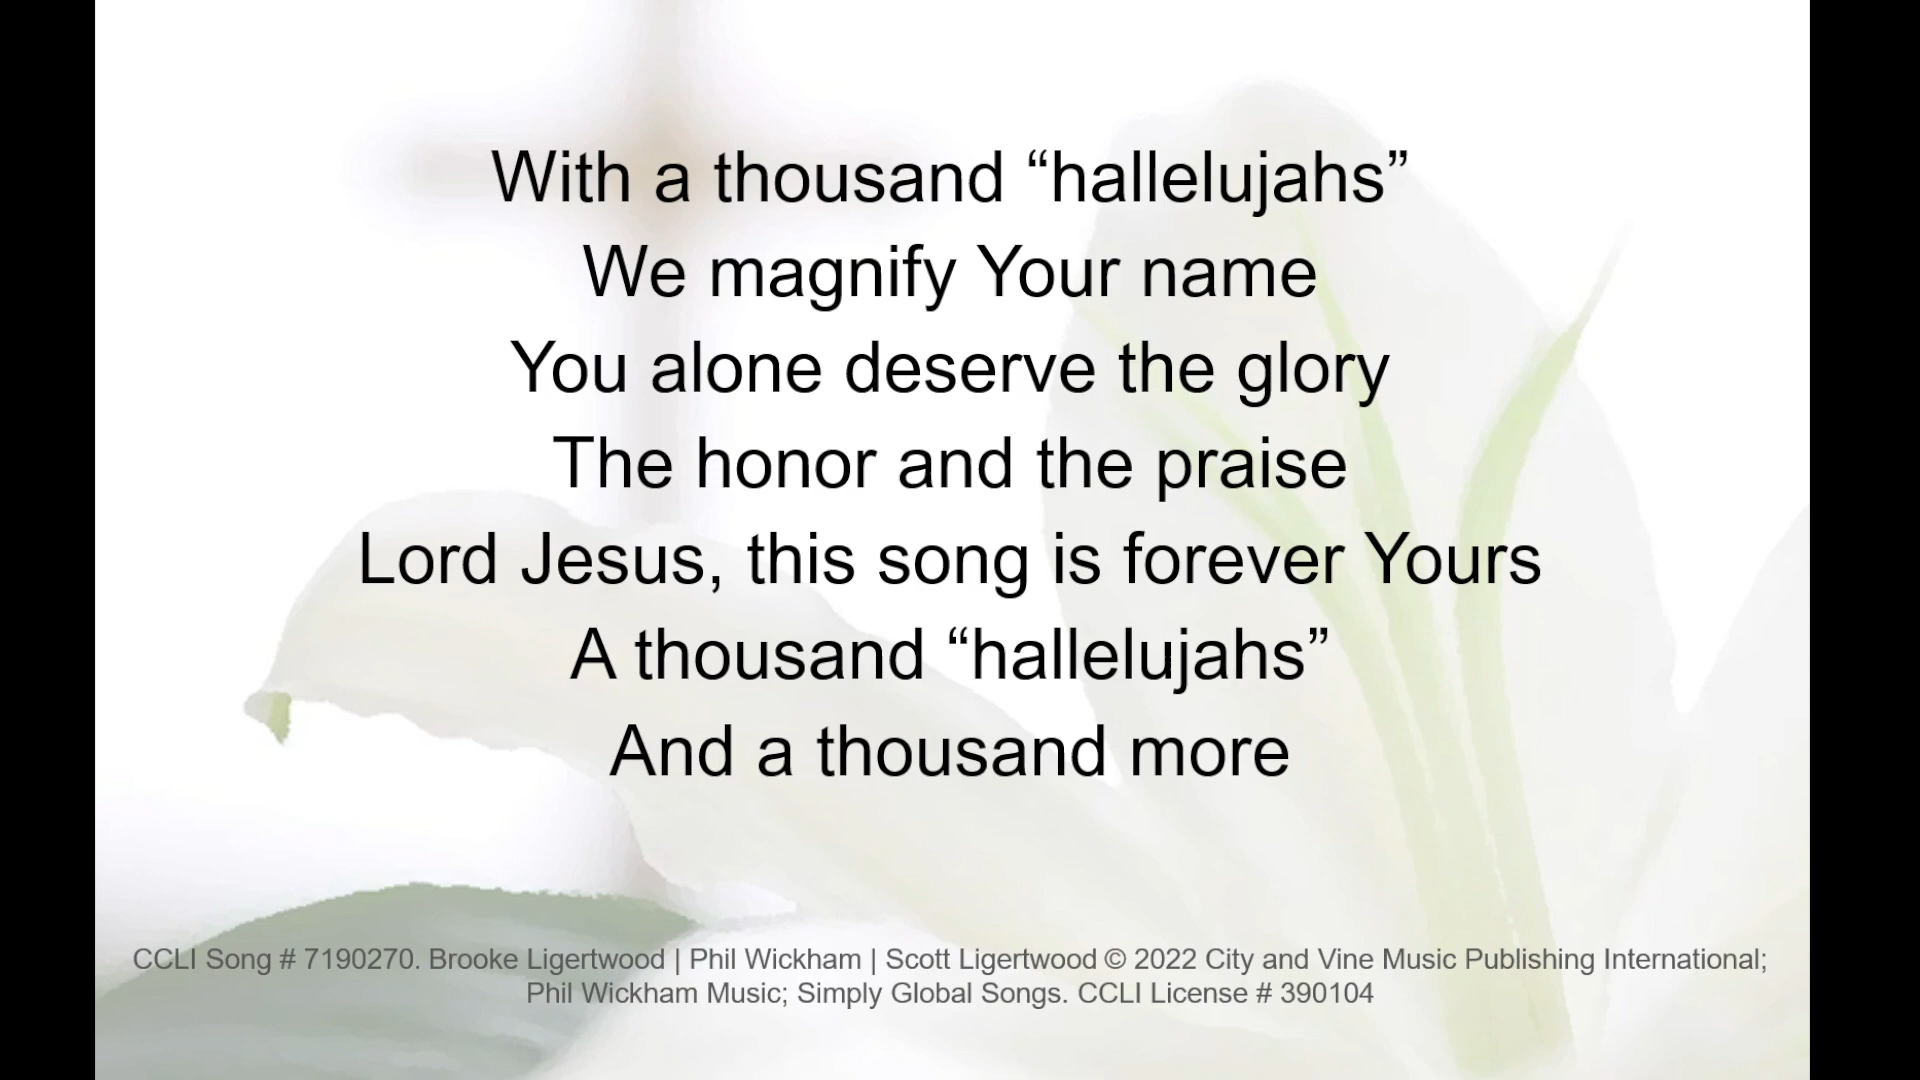 With a thousand “hallelujahs”
We magnify Your name
You alone deserve the glory
The honor and the praise
Lord Jesus, this song is forever Yours
A thousand “hallelujahs”
And a thousand more
CCLI Song # 7190270. Brooke Ligertwood | Phil Wickham | Scott Ligertwood © 2022 City and Vine Music Publishing International;
Phil Wickham Music; Simply Global Songs. CCLI License # 390104